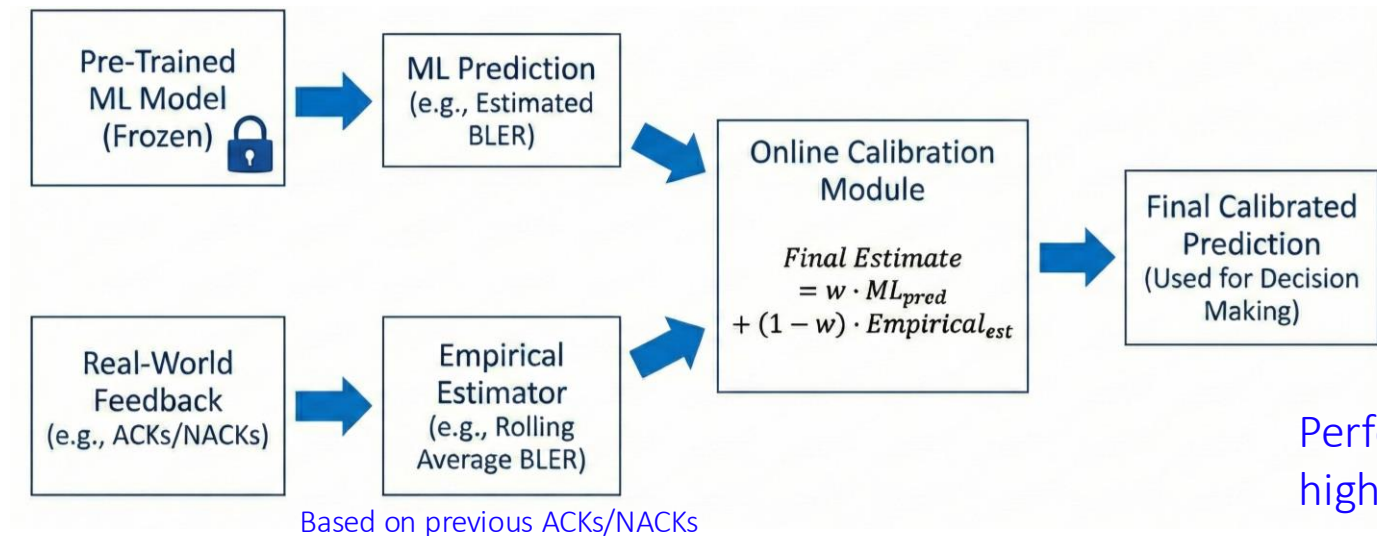 Pre-Trained
ML Model
(Frozen)
ML Prediction
(e.g., Estimated
BLER)
Online Calibration
Module
Final Estimate
= w · ML_pred
+ (1 − w) · Empirical_est
Final Calibrated
Prediction
(Used for Decision
Making)
Real-World
Feedback
(e.g., ACKs/NACKs)
Empirical
Estimator
(e.g., Rolling
Average BLER)
Based on previous ACKs/NACKs
high